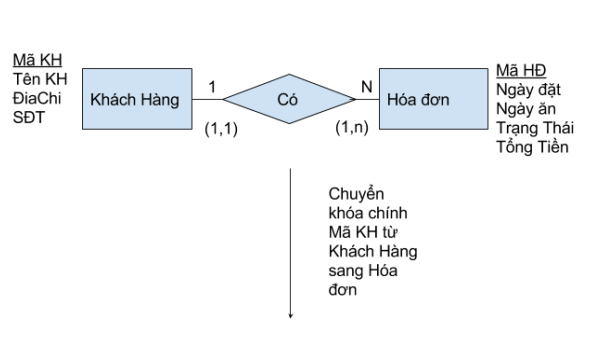 Mã KH
Tên KH
ĐiaChi
SĐT
Khách Hàng
1
(1,1)
Có
N
(1,n)
Hóa đơn
Mã HĐ
Ngày đặt
Ngày ăn
Trạng Thái
Tổng Tiền
Chuyển
khóa chính
Mã KH từ
Khách Hàng
sang Hóa
đơn